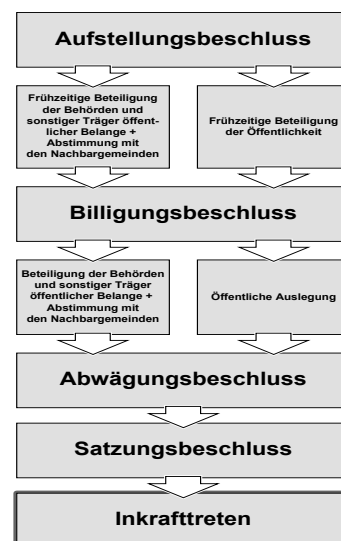 Aufstellungsbeschluss
Frühzeitige Beteiligung
der Behörden und
sonstiger Träger öffent-
licher Belange +
Abstimmung mit
den Nachbargemeinden
Frühzeitige Beteiligung
der Öffentlichkeit
Billigungsbeschluss
Beteiligung der Behörden
und sonstiger Träger
öffentlicher Belange +
Abstimmung mit
den Nachbargemeinden
Öffentliche Auslegung
Abwägungsbeschluss
Satzungsbeschluss
Inkrafttreten